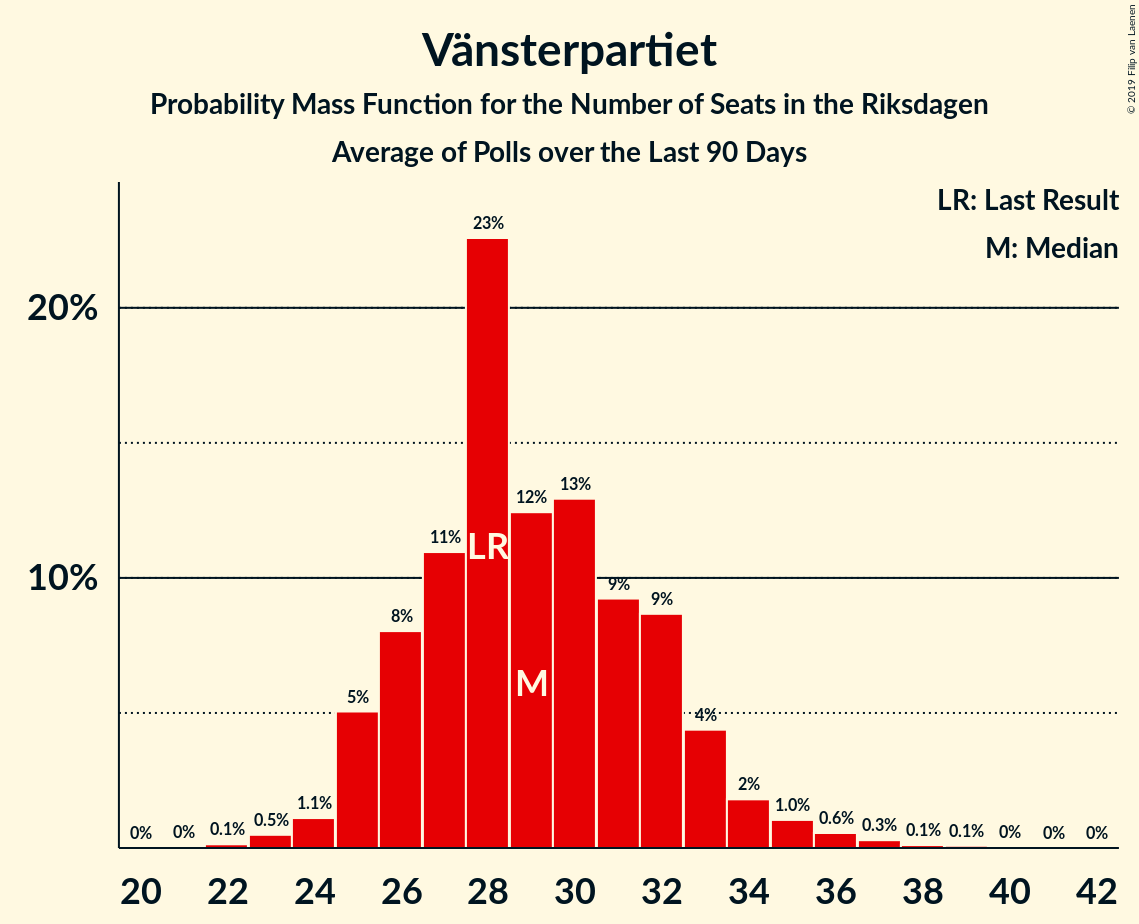 Vänsterpartiet
Probability Mass Function for the Number of Seats in the Riksdagen
Average of Polls over the Last 90 Days
© 2019 Filip van Laenen
LR: Last Result
M: Median
20%
10%
0%
0%
0.1%
0.5%
1.1%
5%
8%
11%
23%
12%
13%
9%
9%
4%
2%
1.0%
0.6%
0.3%
0.1%
0.1%
0%
0%
0%
LR
M
20 22 24 26 28 30 32 34 36 38 40 42